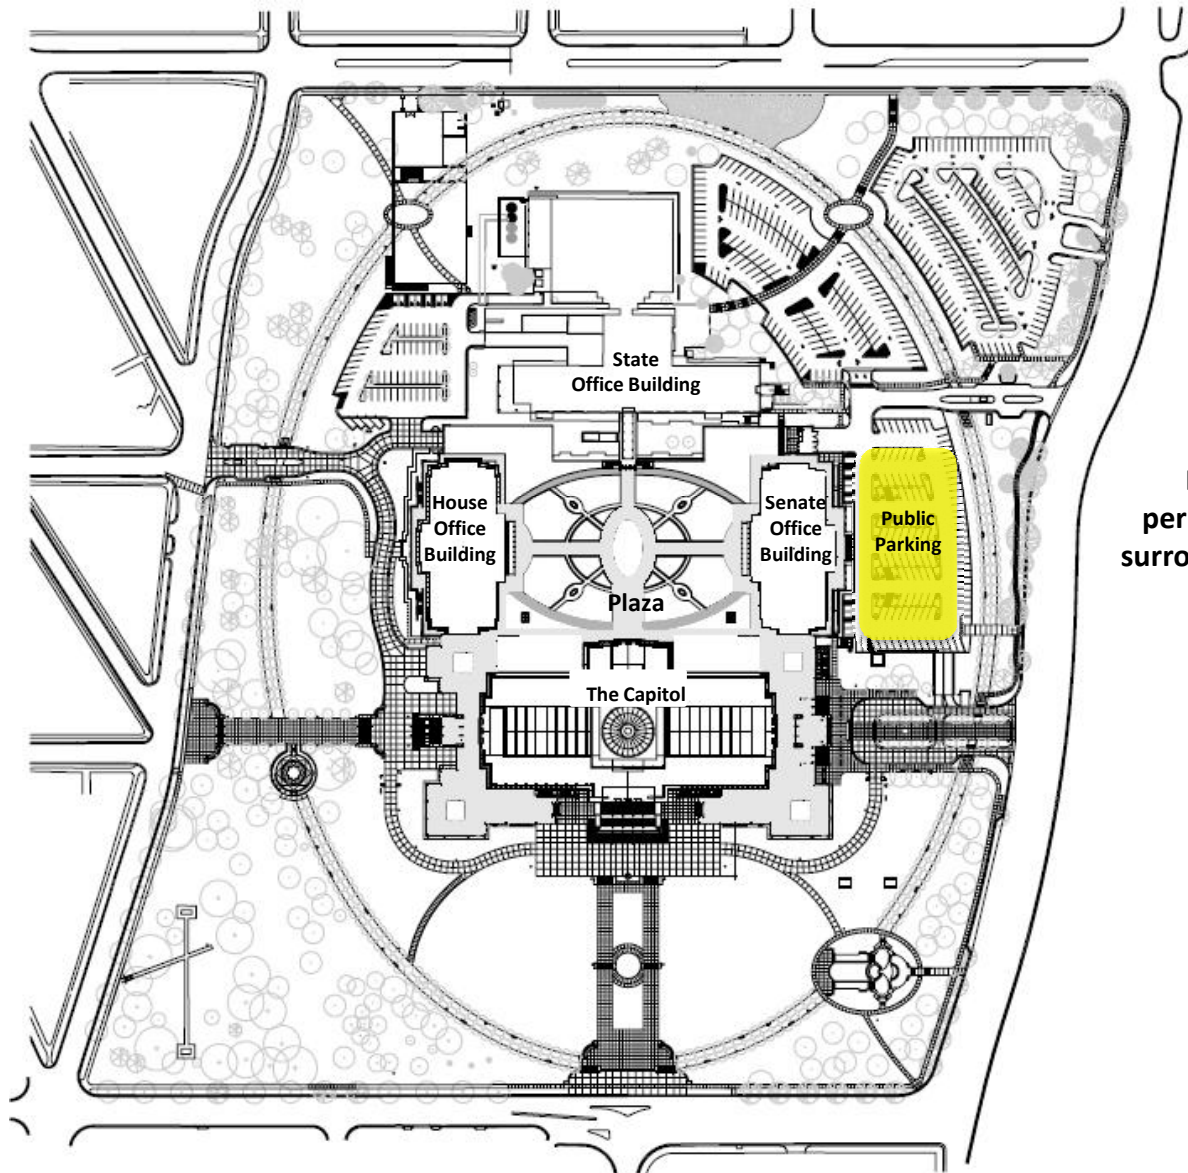 State
Office Building
House
Office
Building
Senate
Office
Building
Public
Parking
Plaza
The Capitol
per
surro